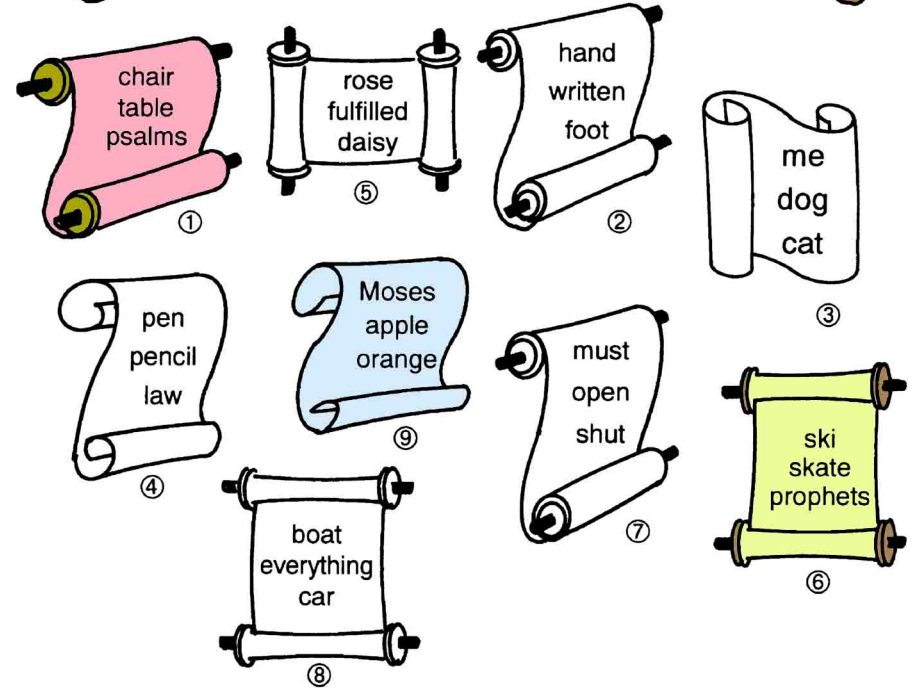 chair
table
psalms
①
rose
fulfilled
daisy
⑤
hand
written
foot
②
me
dog
cat
③
pen
pencil
law
④
Moses
apple
orange
⑨
must
open
shut
⑦
ski
skate
prophets
⑥
boat
everything
car
⑧